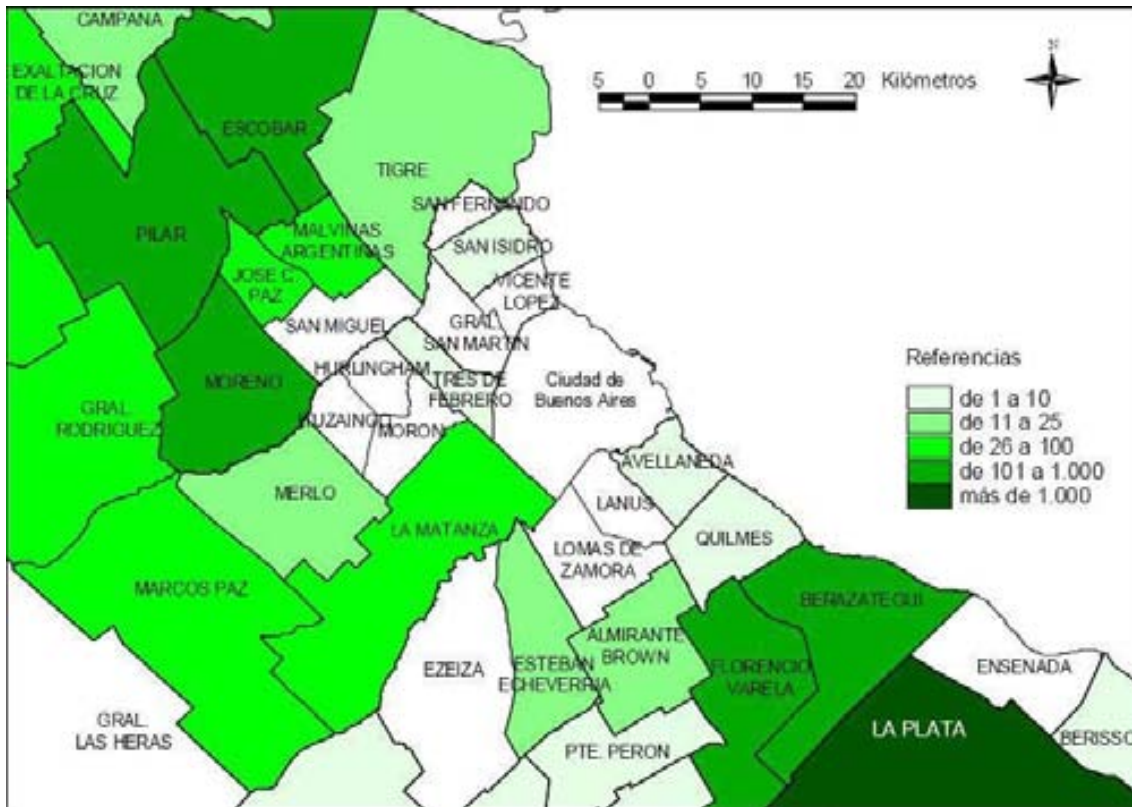 CAMPANA
EXALTACION
DE LA CRUZ
ESCOBAR
N
5 0 5 10 15 20 Kilómetros
TIGRE
SAN FERNANDO
PILAR
MALVINAS
ARGENTINAS
SAN ISIDRO
JOSE C.
PAZ
VICENTE
LOPEZ
SAN MIGUEL
GRAL.
SAN MARTIN
Referencias
de 1 a 10
de 11 a 25
de 26 a 100
de 101 a 1.000
más de 1.000
HURLINGHAM
MORENO
TRES DE
FEBRERO
Ciudad de
Buenos Aires
GRAL.
RODRIGUEZ
MORON
AVELLANEDA
MERLO
LANUS
LA MATANZA
QUILMES
LOMAS DE
ZAMORA
MARCOS PAZ
BERAZATEGUI
ALMIRANTE
BROWN
EZEIZA
ESTEBAN
ECHEVERRIA
FLORENCIO
VARELA
ENSENADA
GRAL.
LAS HERAS
LA PLATA
PTE. PERON
BERISSO